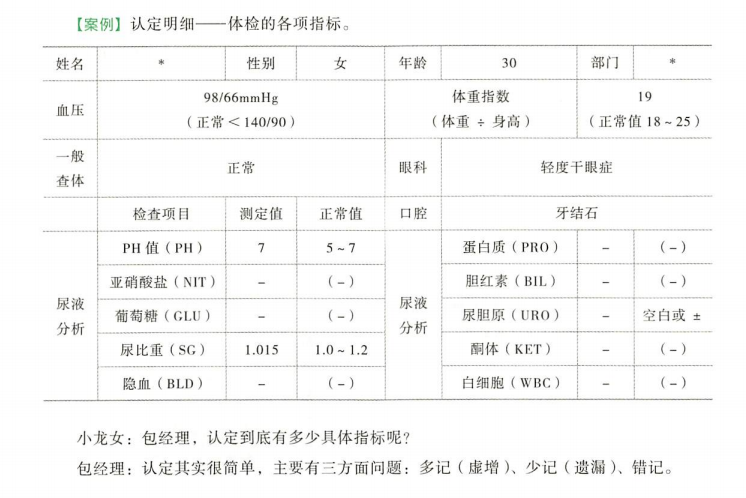 【案例】认定明细——体检的各项指标。
姓名 * 性别 女 年龄 30 部门 *
血压 98/66mmHg（正常＜140/90） 体重指数（体重 ÷ 身高） 19（正常值 18～25）
一般查体 正常 眼科 轻度干眼症
检查项目 测定值 正常值 口腔 牙结石
尿液分析 PH 值（PH） 7 5～7 尿液分析 蛋白质（PRO） － （－）
亚硝酸盐（NIT） － （－） 胆红素（BIL） － （－）
葡萄糖（GLU） － （－） 尿胆原（URO） － 空白或 ±
尿比重（SG） 1.015 1.0～1.2 酮体（KET） － （－）
隐血（BLD） － （－） 白细胞（WBC） － （－）
小龙女：包经理，认定到底有多少具体指标呢？
包经理：认定其实很简单，主要有三方面问题：多记（虚增）、少记（遗漏）、错记。